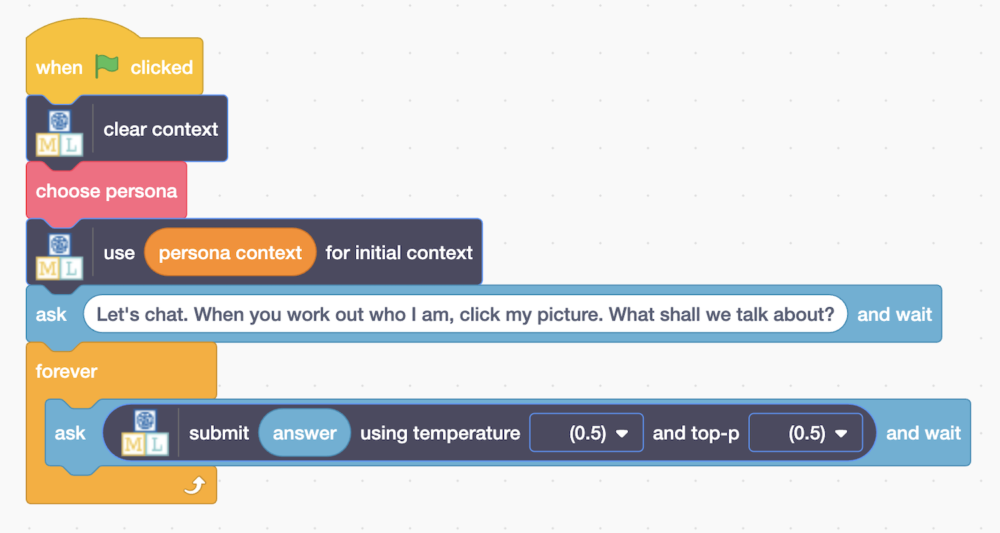 when clicked
M L clear context
choose persona
M L use persona context for initial context
ask Let's chat. When you work out who I am, click my picture. What shall we talk about? and wait
forever
ask M L submit answer using temperature (0.5) and top-p (0.5) and wait